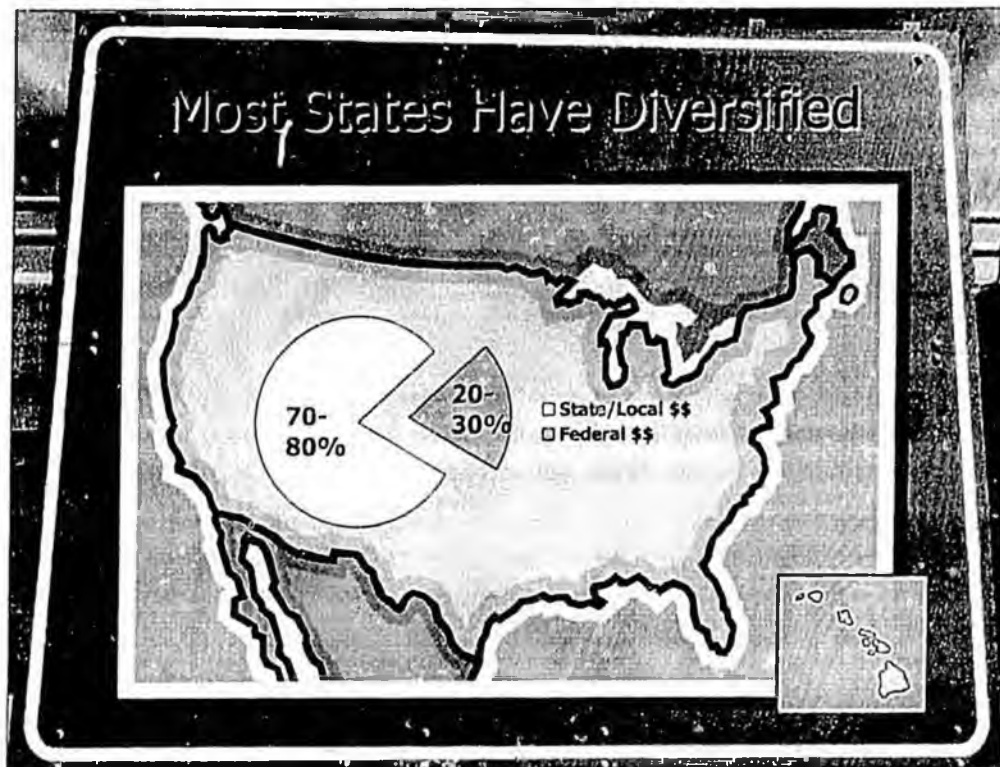 Most States Have Diversified
70-
80%
20-
30%
State/Local $$
Federal $$